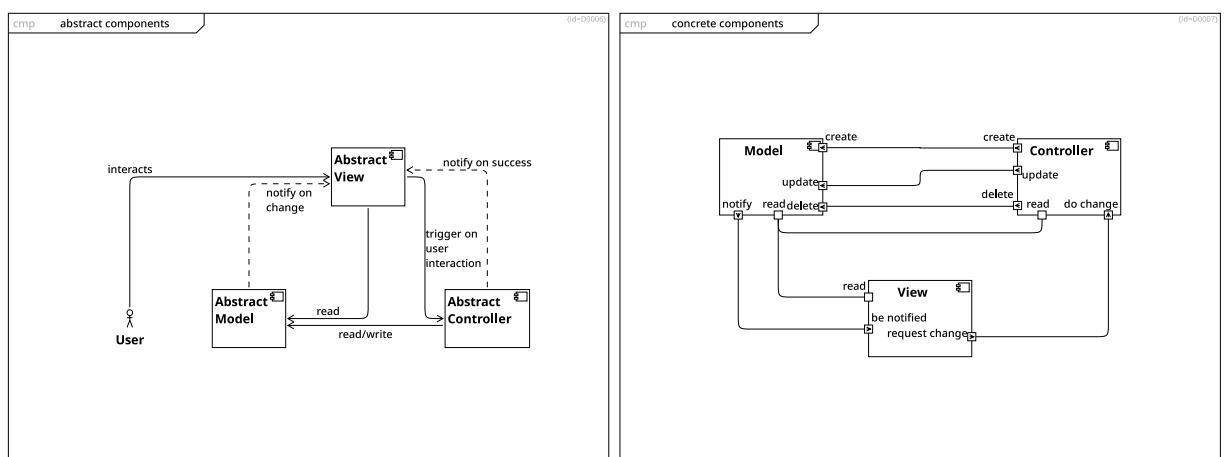 cmp abstract components {id=D0006}
interacts
Abstract
View
notify on success
notify on
change
trigger on
user
interaction
Abstract
Model
Abstract
Controller
read
read/write
User
cmp concrete components {id=D0007}
Model
create
update
delete
notify
read
Controller
create
update
delete
read
do change
View
read
be notified
request change